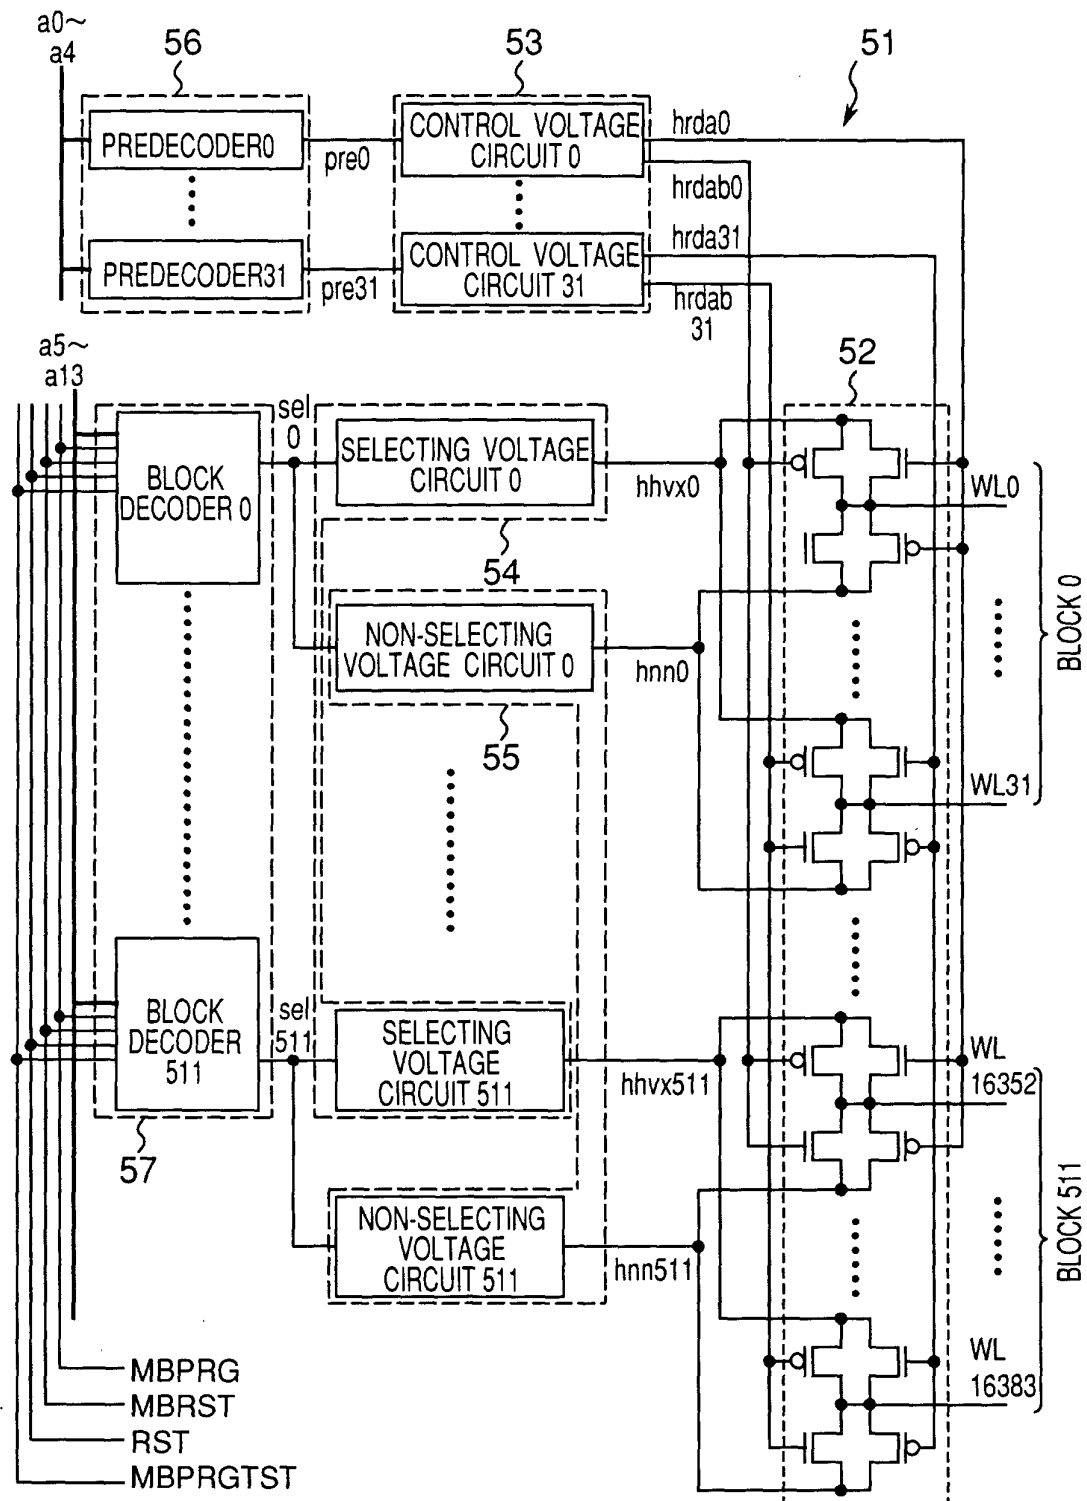 a0~
a4
56
53
51
PREDECODER0
pre0
CONTROL VOLTAGE
CIRCUIT 0
hrda0
hrdab0
PREDECODER31
pre31
CONTROL VOLTAGE
CIRCUIT 31
hrda31
hrdab
31
a5~
a13
52
BLOCK
DECODER 0
sel
0
SELECTING VOLTAGE
CIRCUIT 0
hhvx0
54
WL0
NON-SELECTING
VOLTAGE CIRCUIT 0
hnn0
55
WL31
BLOCK 0
BLOCK
DECODER
511
57
sel
511
SELECTING
VOLTAGE
CIRCUIT 511
hhvx511
WL
16352
NON-SELECTING
VOLTAGE
CIRCUIT 511
hnn511
WL
16383
BLOCK 511
MBPRG
MBRST
RST
MBPRGTST